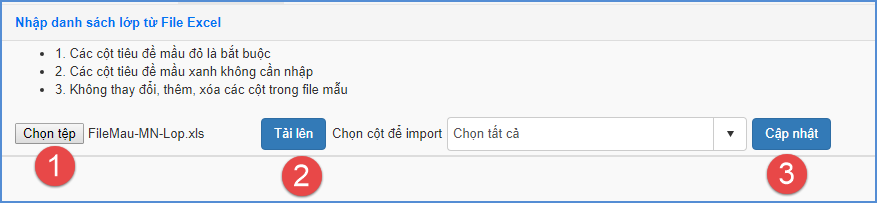 Nhập danh sách lớp từ File Excel
• 1. Các cột tiêu đề mầu đỏ là bắt buộc
• 2. Các cột tiêu đề mầu xanh không cần nhập
• 3. Không thay đổi, thêm, xóa các cột trong file mẫu
Chọn tệp FileMau-MN-Lop.xls Tải lên Chọn cột để import Chọn tất cả Cập nhật
1 2 3